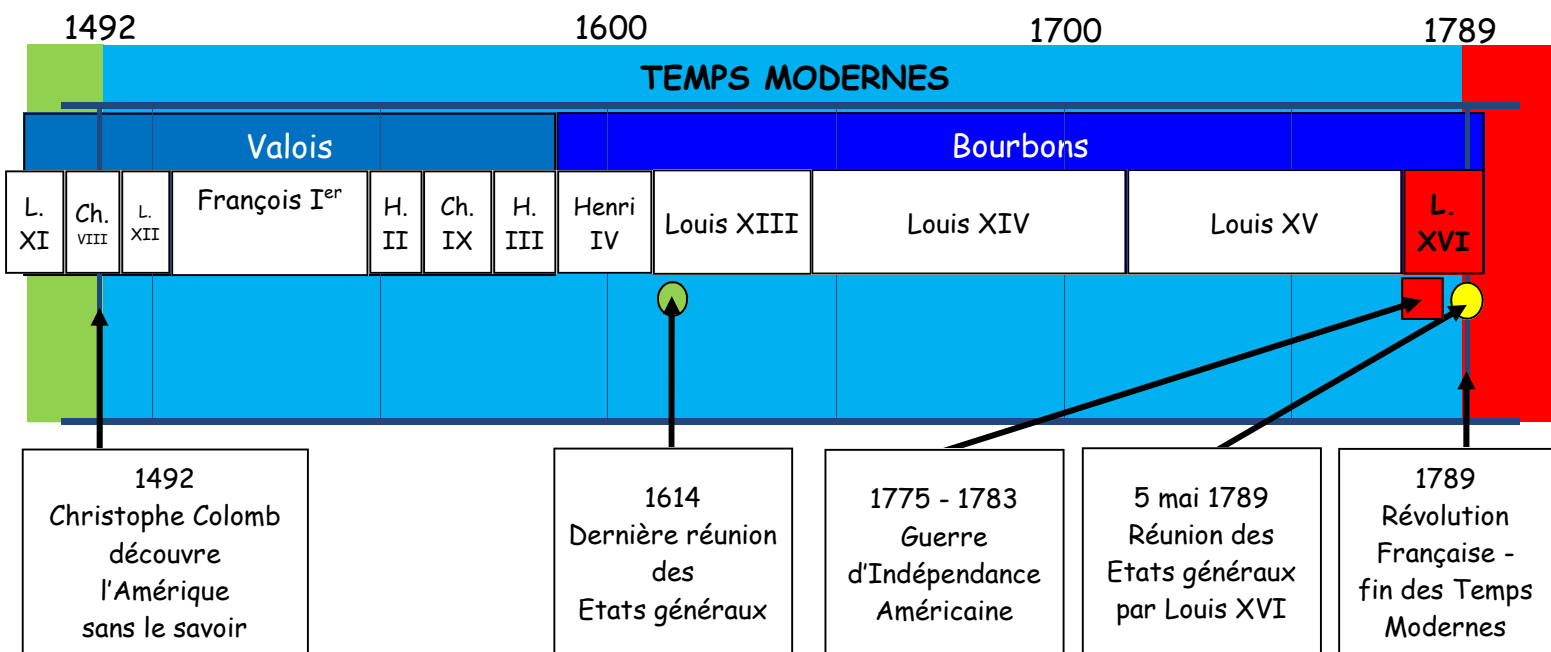 1492
1600
1700
1789
TEMPS MODERNES
Valois
Bourbons
L.
XI
Ch.
VIII
L.
XII
François Ier
H.
II
Ch.
IX
H.
III
Henri
IV
Louis XIII
Louis XIV
Louis XV
L.
XVI
1492
Christophe Colomb
découvre
l'Amérique
sans le savoir
1614
Dernière réunion
des
Etats généraux
1775 - 1783
Guerre
d'Indépendance
Américaine
5 mai 1789
Réunion des
Etats généraux
par Louis XVI
1789
Révolution
Française -
fin des Temps
Modernes